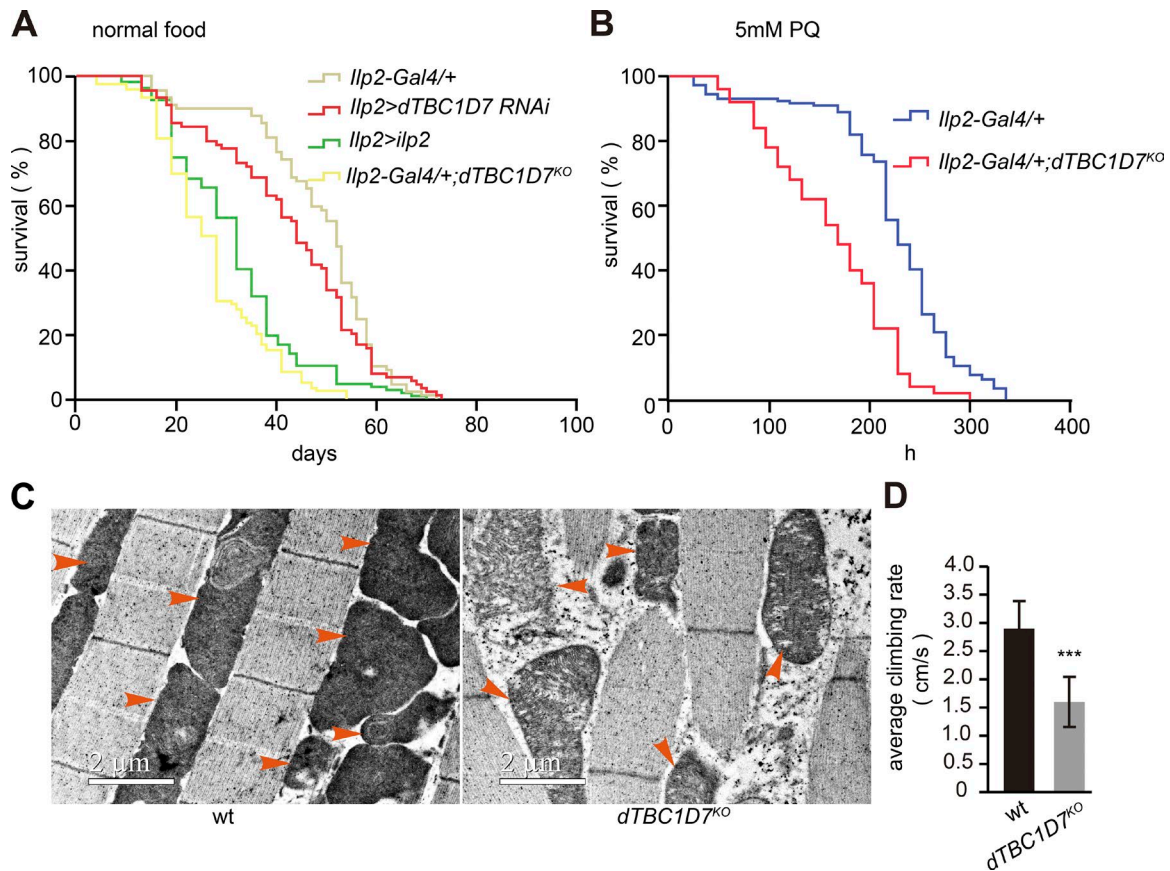 A
normal food
survival ( % )
100
80
60
40
20
0
0 20 40 60 80 100
days
Ilp2-Gal4/+
Ilp2>dTBC1D7 RNAi
Ilp2>ilp2
Ilp2-Gal4/+;dTBC1D7KO
B
5mM PQ
survival ( % )
100
80
60
40
20
0
0 100 200 300 400
h
Ilp2-Gal4/+
Ilp2-Gal4/+;dTBC1D7KO
C
2 μm
2 μm
wt
dTBC1D7KO
D
average climbing rate
( cm/s )
4.0
3.5
3.0
2.5
2.0
1.5
1.0
0.5
0
***
wt
dTBC1D7KO